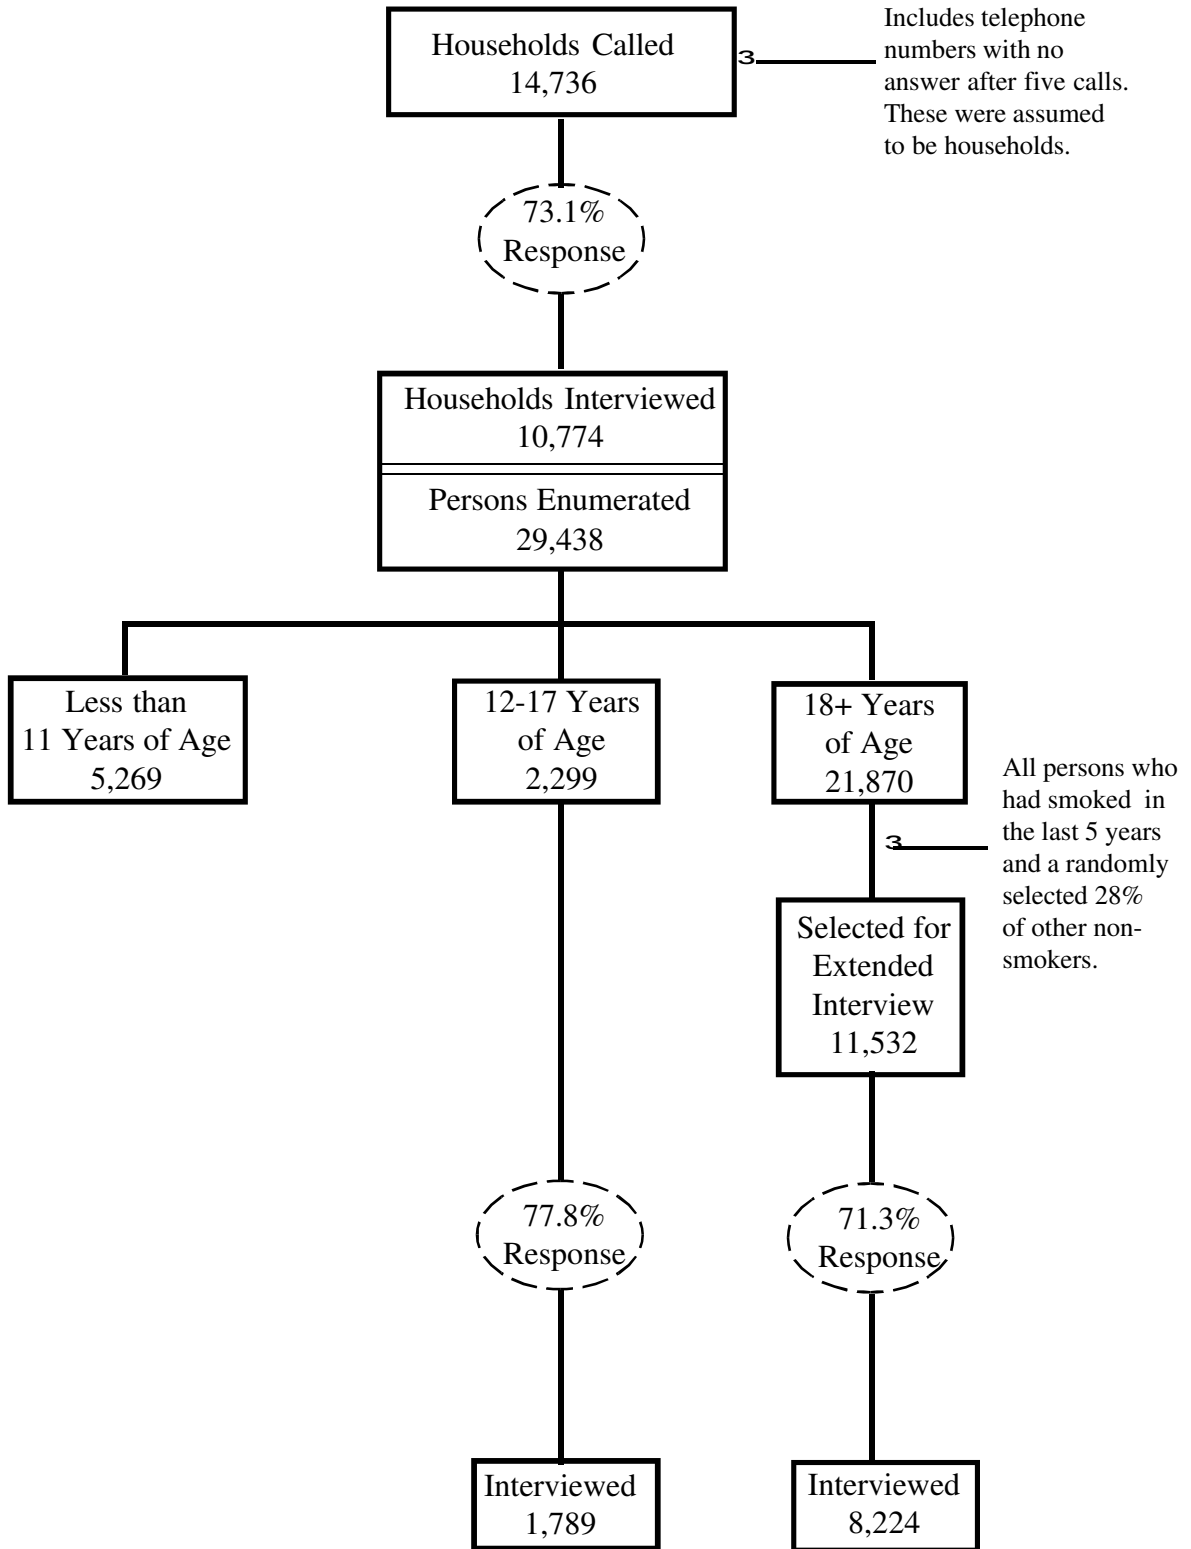 Households Called
14,736
Includes telephone
numbers with no
answer after five calls.
These were assumed
to be households.
73.1%
Response
Households Interviewed
10,774
Persons Enumerated
29,438
Less than
11 Years of Age
5,269
12-17 Years
of Age
2,299
18+ Years
of Age
21,870
All persons who
had smoked in
the last 5 years
and a randomly
selected 28%
of other non-
smokers.
Selected for
Extended
Interview
11,532
77.8%
Response
71.3%
Response
Interviewed
1,789
Interviewed
8,224